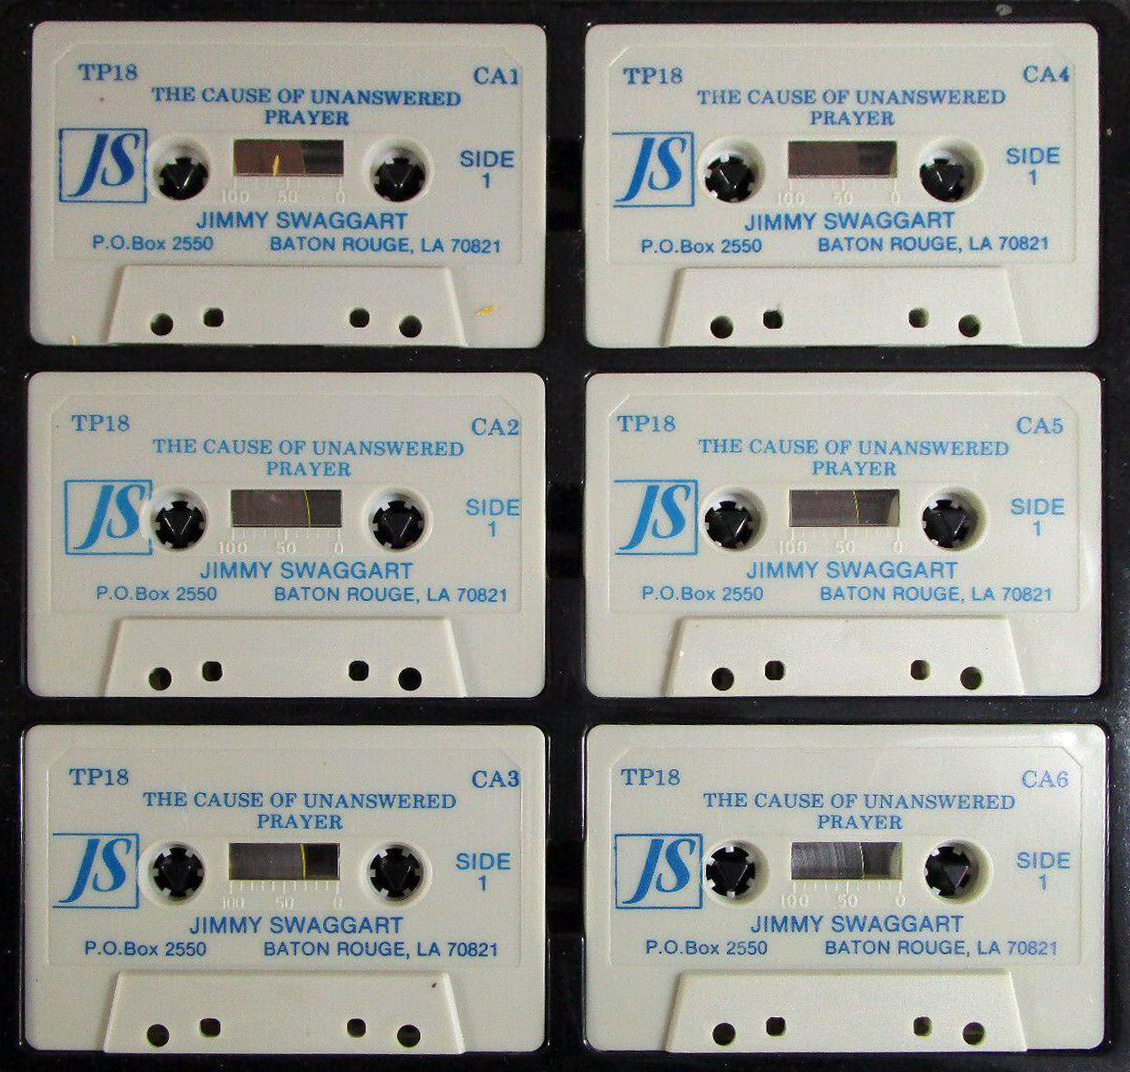 TP18 CA1
THE CAUSE OF UNANSWERED
PRAYER
JS
SIDE
1
100 50 0
JIMMY SWAGGART
P.O.Box 2550 BATON ROUGE, LA 70821
TP18 CA4
THE CAUSE OF UNANSWERED
PRAYER
JS
SIDE
1
100 50 0
JIMMY SWAGGART
P.O.Box 2550 BATON ROUGE, LA 70821
TP18 CA2
THE CAUSE OF UNANSWERED
PRAYER
JS
SIDE
1
100 50 0
JIMMY SWAGGART
P.O.Box 2550 BATON ROUGE, LA 70821
TP18 CA5
THE CAUSE OF UNANSWERED
PRAYER
JS
SIDE
1
100 50 0
JIMMY SWAGGART
P.O.Box 2550 BATON ROUGE, LA 70821
TP18 CA3
THE CAUSE OF UNANSWERED
PRAYER
JS
SIDE
1
100 50 0
JIMMY SWAGGART
P.O.Box 2550 BATON ROUGE, LA 70821
TP18 CA6
THE CAUSE OF UNANSWERED
PRAYER
JS
SIDE
1
100 50 0
JIMMY SWAGGART
P.O.Box 2550 BATON ROUGE, LA 70821